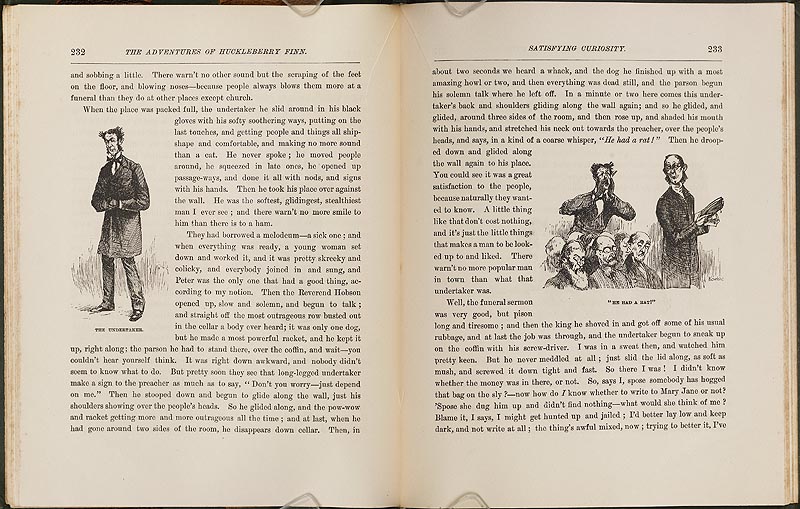 232 THE ADVENTURES OF HUCKLEBERRY FINN.
and sobbing a little. There warn't no other sound but the scraping of the feet
on the floor, and blowing noses—because people always blows them more at a
funeral than they do at other places except church.
When the place was packed full, the undertaker he slid around in his black
gloves with his softy soothering ways, putting on the
last touches, and getting people and things all ship-
shape and comfortable, and making no more sound
than a cat. He never spoke; he moved people
around, he squeezed in late ones, he opened up
passage-ways, and done it all with nods, and signs
with his hands. Then he took his place over against
the wall. He was the softest, glidingest, stealthiest
man I ever see; and there warn't no more smile to
him than there is to a ham.
They had borrowed a melodeum—a sick one; and
when everything was ready, a young woman set
down and worked it, and it was pretty skreeky and
colicky, and everybody joined in and sung, and
Peter was the only one that had a good thing, ac-
cording to my notion. Then the Reverend Hobson
opened up, slow and solemn, and begun to talk;
and straight off the most outrageous row busted out
in the cellar a body ever heard; it was only one dog,
but he made a most powerful racket, and he kept it
THE UNDERTAKER.
up, right along; the parson he had to stand there, over the coffin, and wait—you
couldn't hear yourself think. It was right down awkward, and nobody didn't
seem to know what to do. But pretty soon they see that long-legged undertaker
make a sign to the preacher as much as to say, "Don't you worry—just depend
on me." Then he stooped down and begun to glide along the wall, just his
shoulders showing over the people's heads. So he glided along, and the pow-wow
and racket getting more and more outrageous all the time; and at last, when he
had gone around two sides of the room, he disappears down cellar. Then, in
SATISFYING CURIOSITY. 233
about two seconds we heard a whack, and the dog he finished up with a most
amazing howl or two, and then everything was dead still, and the parson begun
his solemn talk where he left off. In a minute or two here comes this under-
taker's back and shoulders gliding along the wall again; and so he glided, and
glided, around three sides of the room, and then rose up, and shaded his mouth
with his hands, and stretched his neck out towards the preacher, over the people's
heads, and says, in a kind of a coarse whisper, "He had a rat!" Then he droop-
ed down and glided along
the wall again to his place.
You could see it was a great
satisfaction to the people,
because naturally they want-
ed to know. A little thing
like that don't cost nothing,
and it's just the little things
that makes a man to be look-
ed up to and liked. There
warn't no more popular man
in town than what that
undertaker was.
"HE HAD A RAT!"
Well, the funeral sermon
was very good, but pison
long and tiresome; and then the king he shoved in and got off some of his usual
rubbage, and at last the job was through, and the undertaker begun to sneak up
on the coffin with his screw-driver. I was in a sweat then, and watched him
pretty keen. But he never meddled at all; just slid the lid along, as soft as
mush, and screwed it down tight and fast. So there I was! I didn't know
whether the money was in there, or not. So, says I, spose somebody has hogged
that bag on the sly?—now how do I know whether to write to Mary Jane or not?
'Spose she dug him up and didn't find nothing—what would she think of me?
Blame it, I says, I might get hunted up and jailed; I'd better lay low and keep
dark, and not write at all; the thing's awful mixed, now; trying to better it, I've